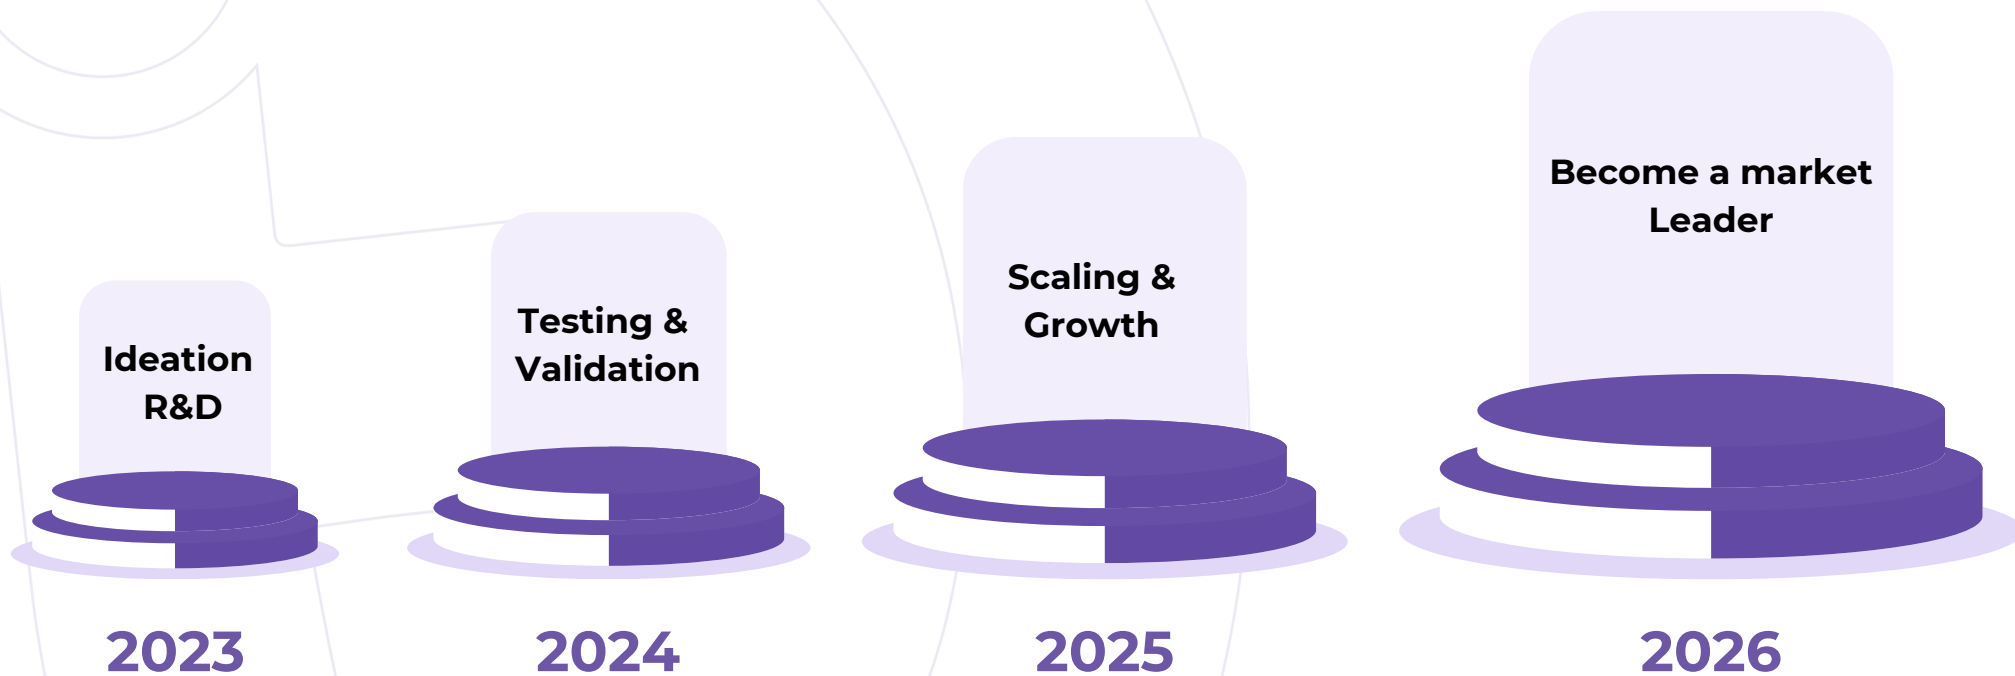 Ideation
R&D
Testing &
Validation
Scaling &
Growth
Become a market
Leader
2023
2024
2025
2026